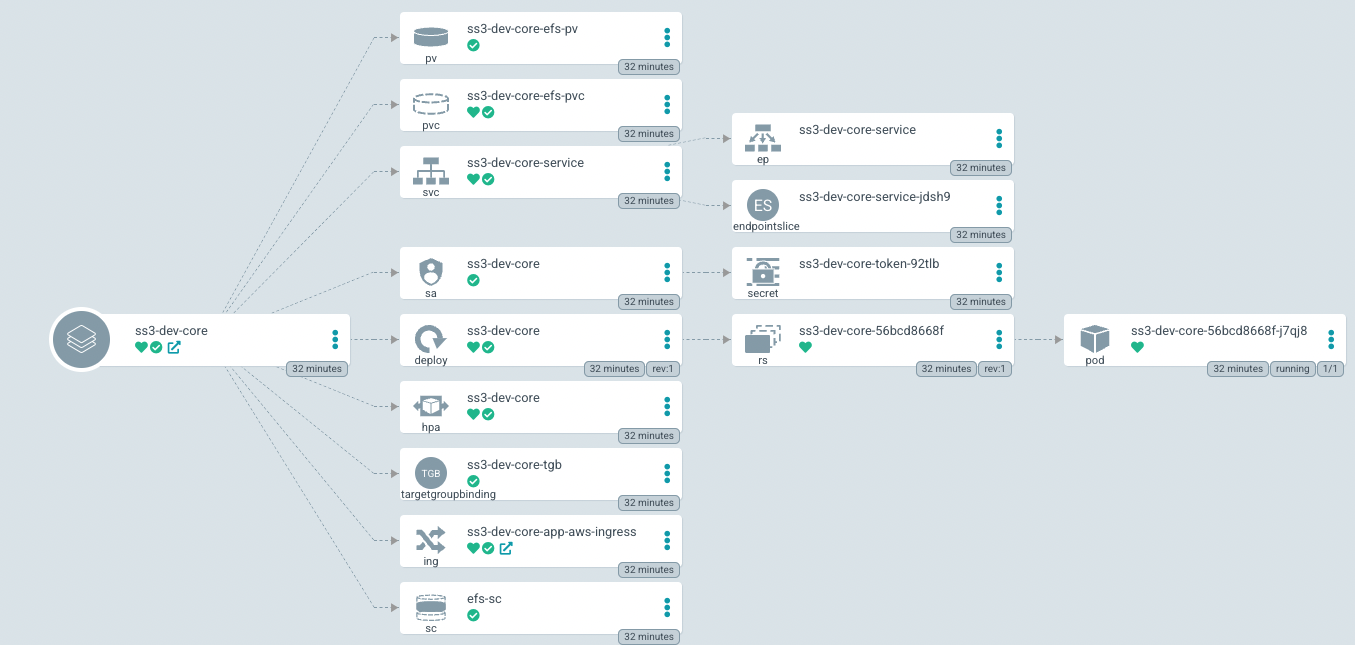 ss3-dev-core-efs-pv
pv
32 minutes
ss3-dev-core-efs-pvc
pvc
32 minutes
ss3-dev-core-service
ep
32 minutes
ss3-dev-core-service
svc
32 minutes
ES
ss3-dev-core-service-jdsh9
endpointslice
32 minutes
ss3-dev-core
sa
32 minutes
ss3-dev-core-token-92tlb
secret
32 minutes
ss3-dev-core
32 minutes
ss3-dev-core
deploy
32 minutes rev:1
ss3-dev-core-56bcd8668f
rs
32 minutes rev:1
ss3-dev-core-56bcd8668f-j7qj8
pod
32 minutes running 1/1
ss3-dev-core
hpa
32 minutes
TGB
ss3-dev-core-tgb
targetgroupbinding
32 minutes
ss3-dev-core-app-aws-ingress
ing
32 minutes
efs-sc
sc
32 minutes